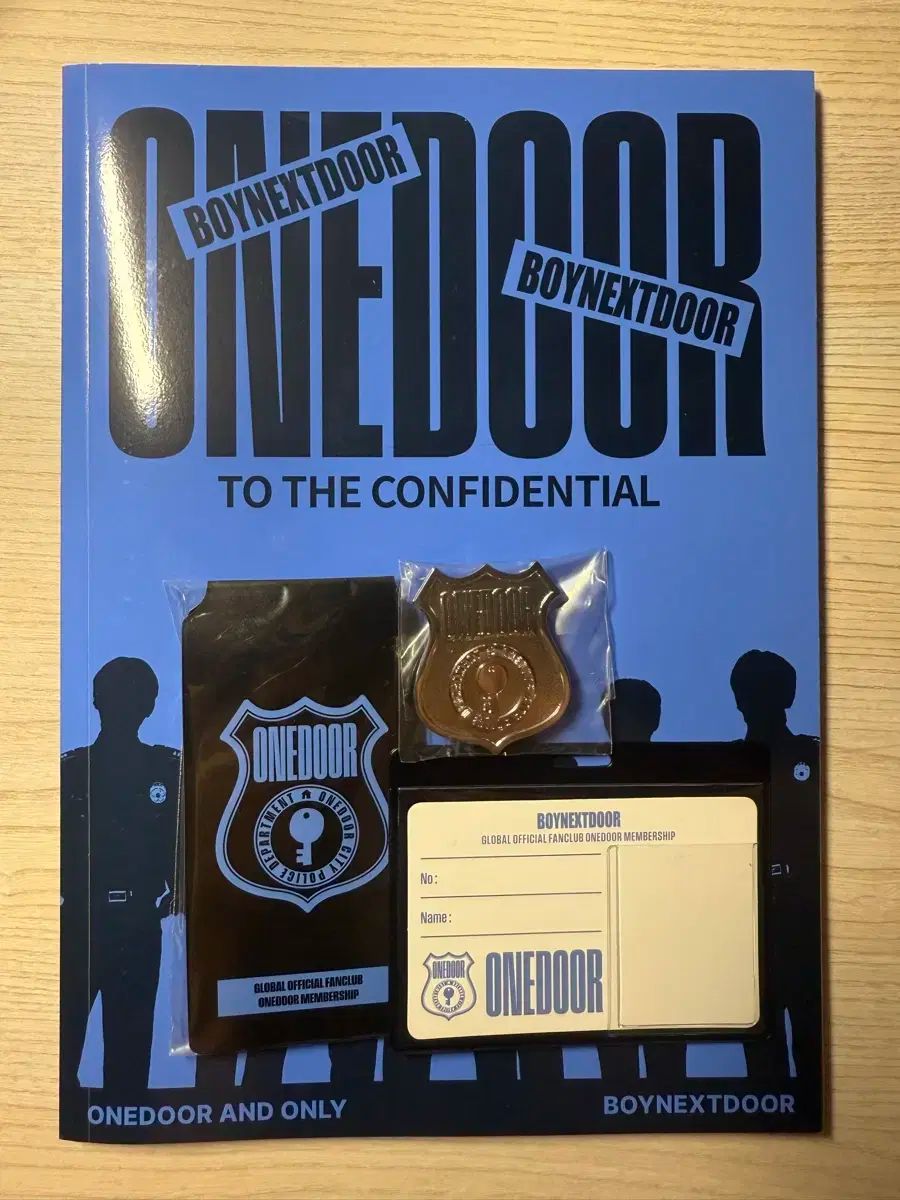 ONEDOOR
BOYNEXTDOOR
BOYNEXTDOOR
TO THE CONFIDENTIAL
ONEDOOR
ONEDOOR
ONEDOOR CITY POLICE DEPARTMENT
GLOBAL OFFICIAL FANCLUB
ONEDOOR MEMBERSHIP
BOYNEXTDOOR
GLOBAL OFFICIAL FANCLUB ONEDOOR MEMBERSHIP
No:
Name:
ONEDOOR
ONEDOOR
ONEDOOR AND ONLY
BOYNEXTDOOR